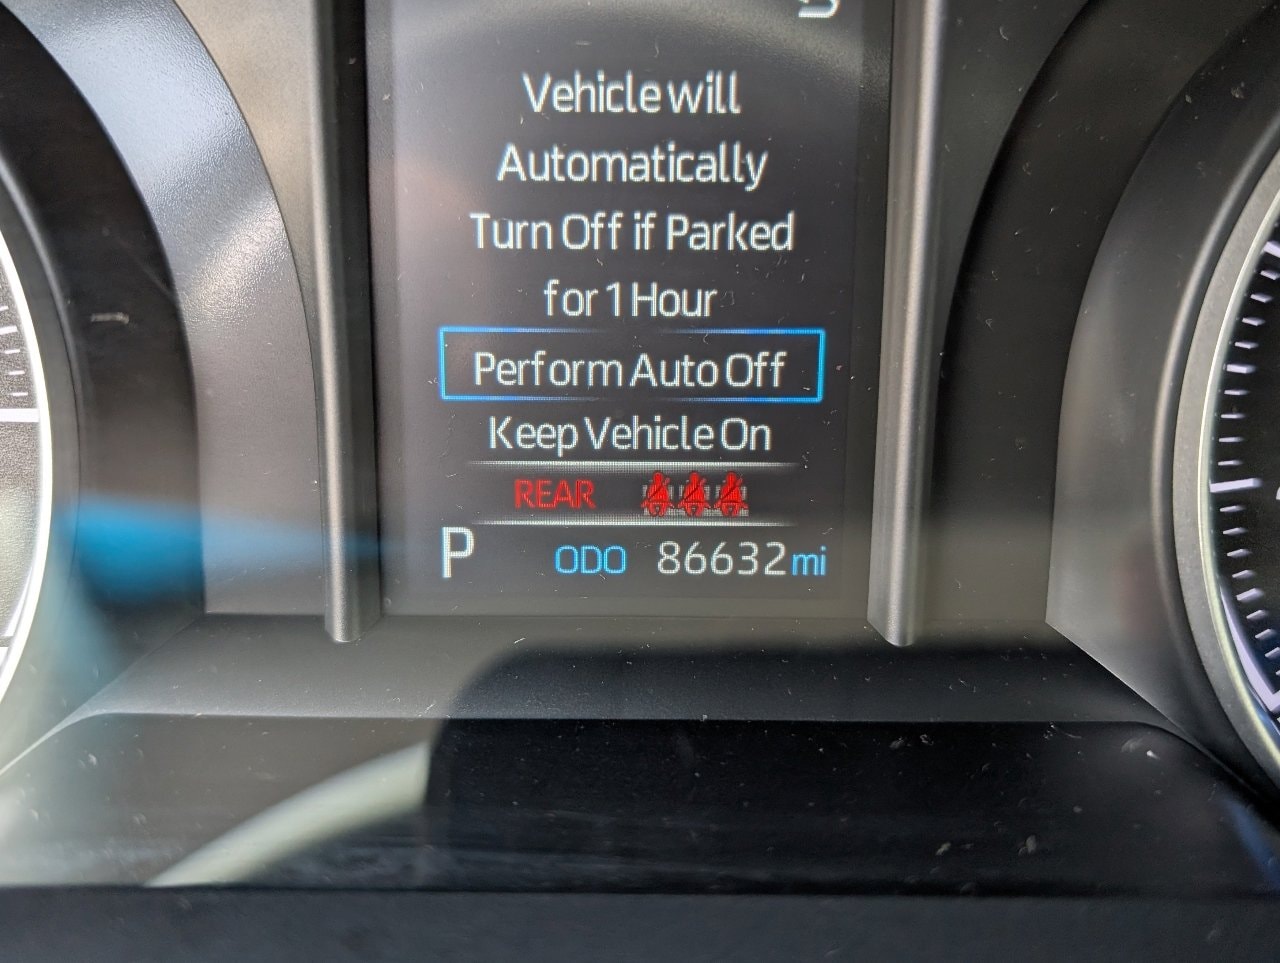 Vehicle will
Automatically
Turn Off if Parked
for 1 Hour
Perform Auto Off
Keep Vehicle On
REAR
P ODO 86632 mi